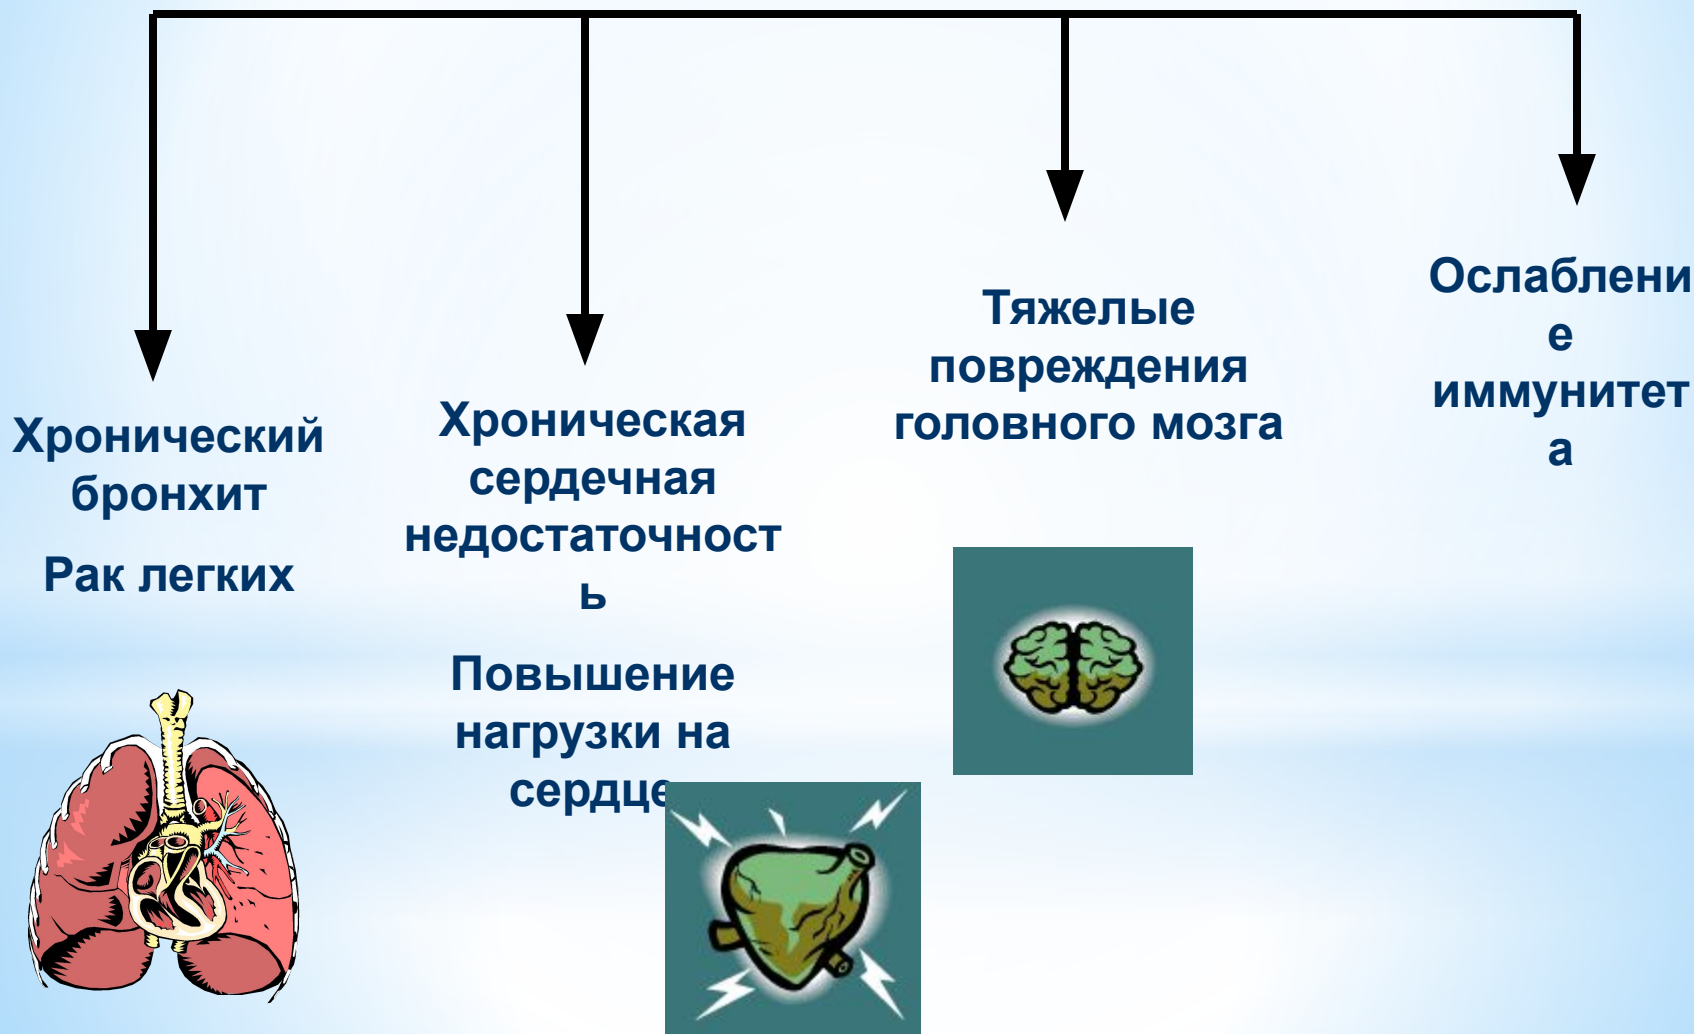 Хронический
бронхит
Рак легких
Хроническая
сердечная
недостаточност
ь
Повышение
нагрузки на
сердце
Тяжелые
повреждения
головного мозга
Ослаблени
е
иммунитет
а